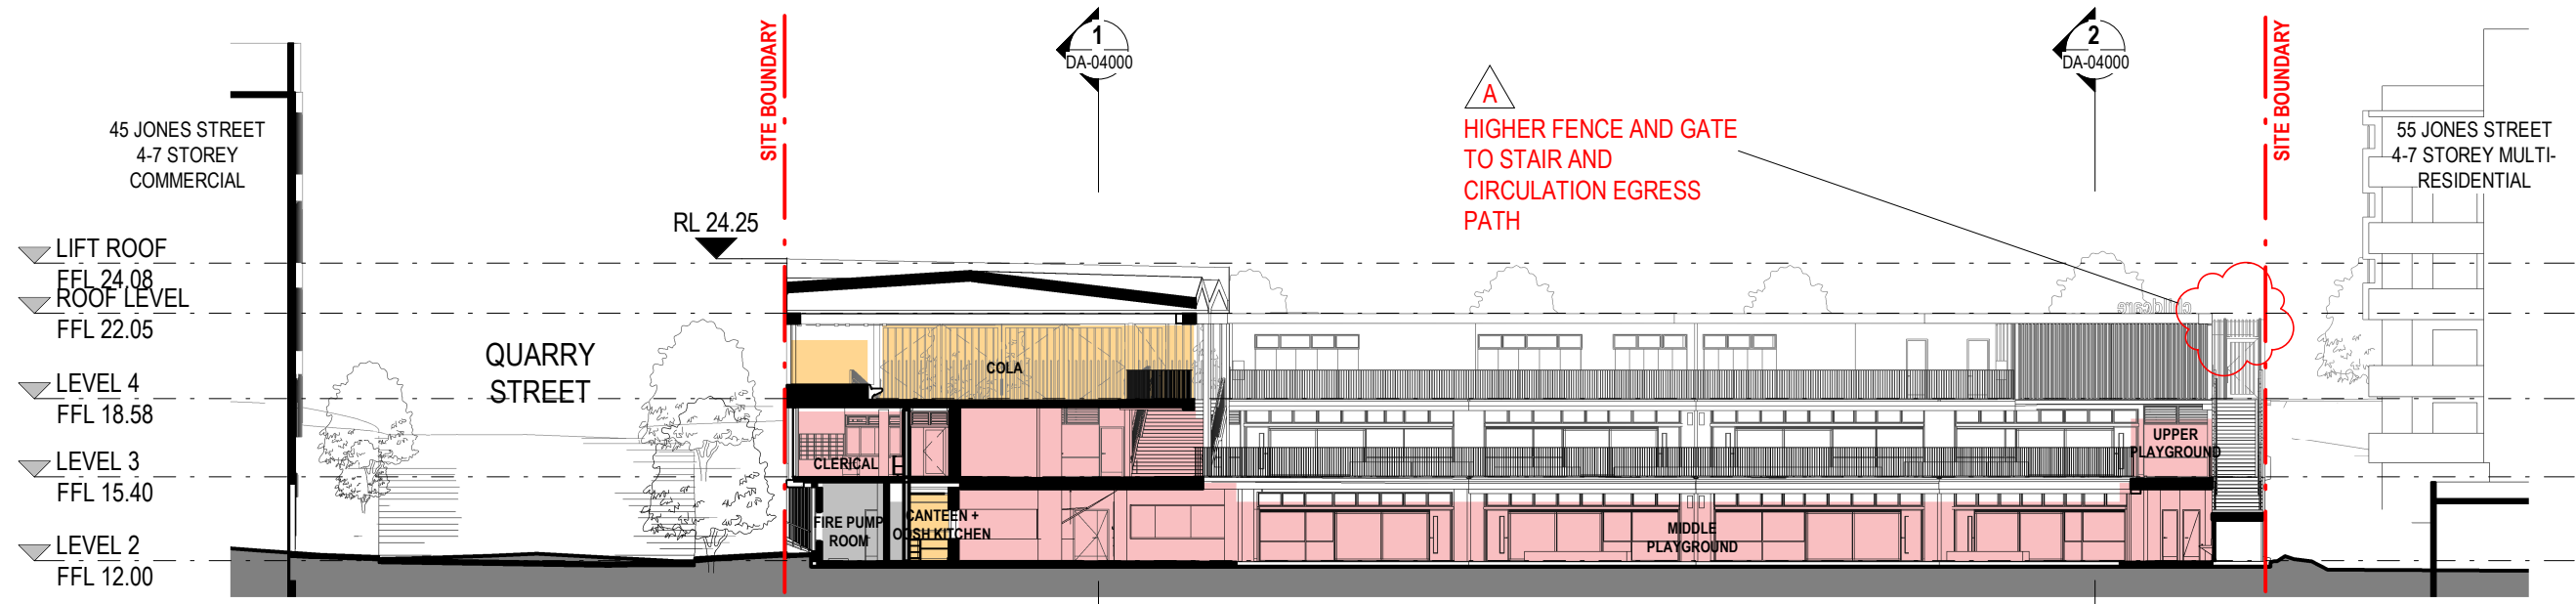 SITE BOUNDARY
1
DA-04000
2
DA-04000
SITE BOUNDARY
A
HIGHER FENCE AND GATE
TO STAIR AND
CIRCULATION EGRESS
PATH
45 JONES STREET
4-7 STOREY
COMMERCIAL
55 JONES STREET
4-7 STOREY MULTI-
RESIDENTIAL
RL 24.25
LIFT ROOF
FFL 24.08
ROOF LEVEL
FFL 22.05
childcare
QUARRY
STREET
COLA
LEVEL 4
FFL 18.58
UPPER
PLAYGROUND
CLERICAL
LEVEL 3
FFL 15.40
FIRE PUMP
ROOM
CANTEEN +
OOSH KITCHEN
MIDDLE
PLAYGROUND
LEVEL 2
FFL 12.00